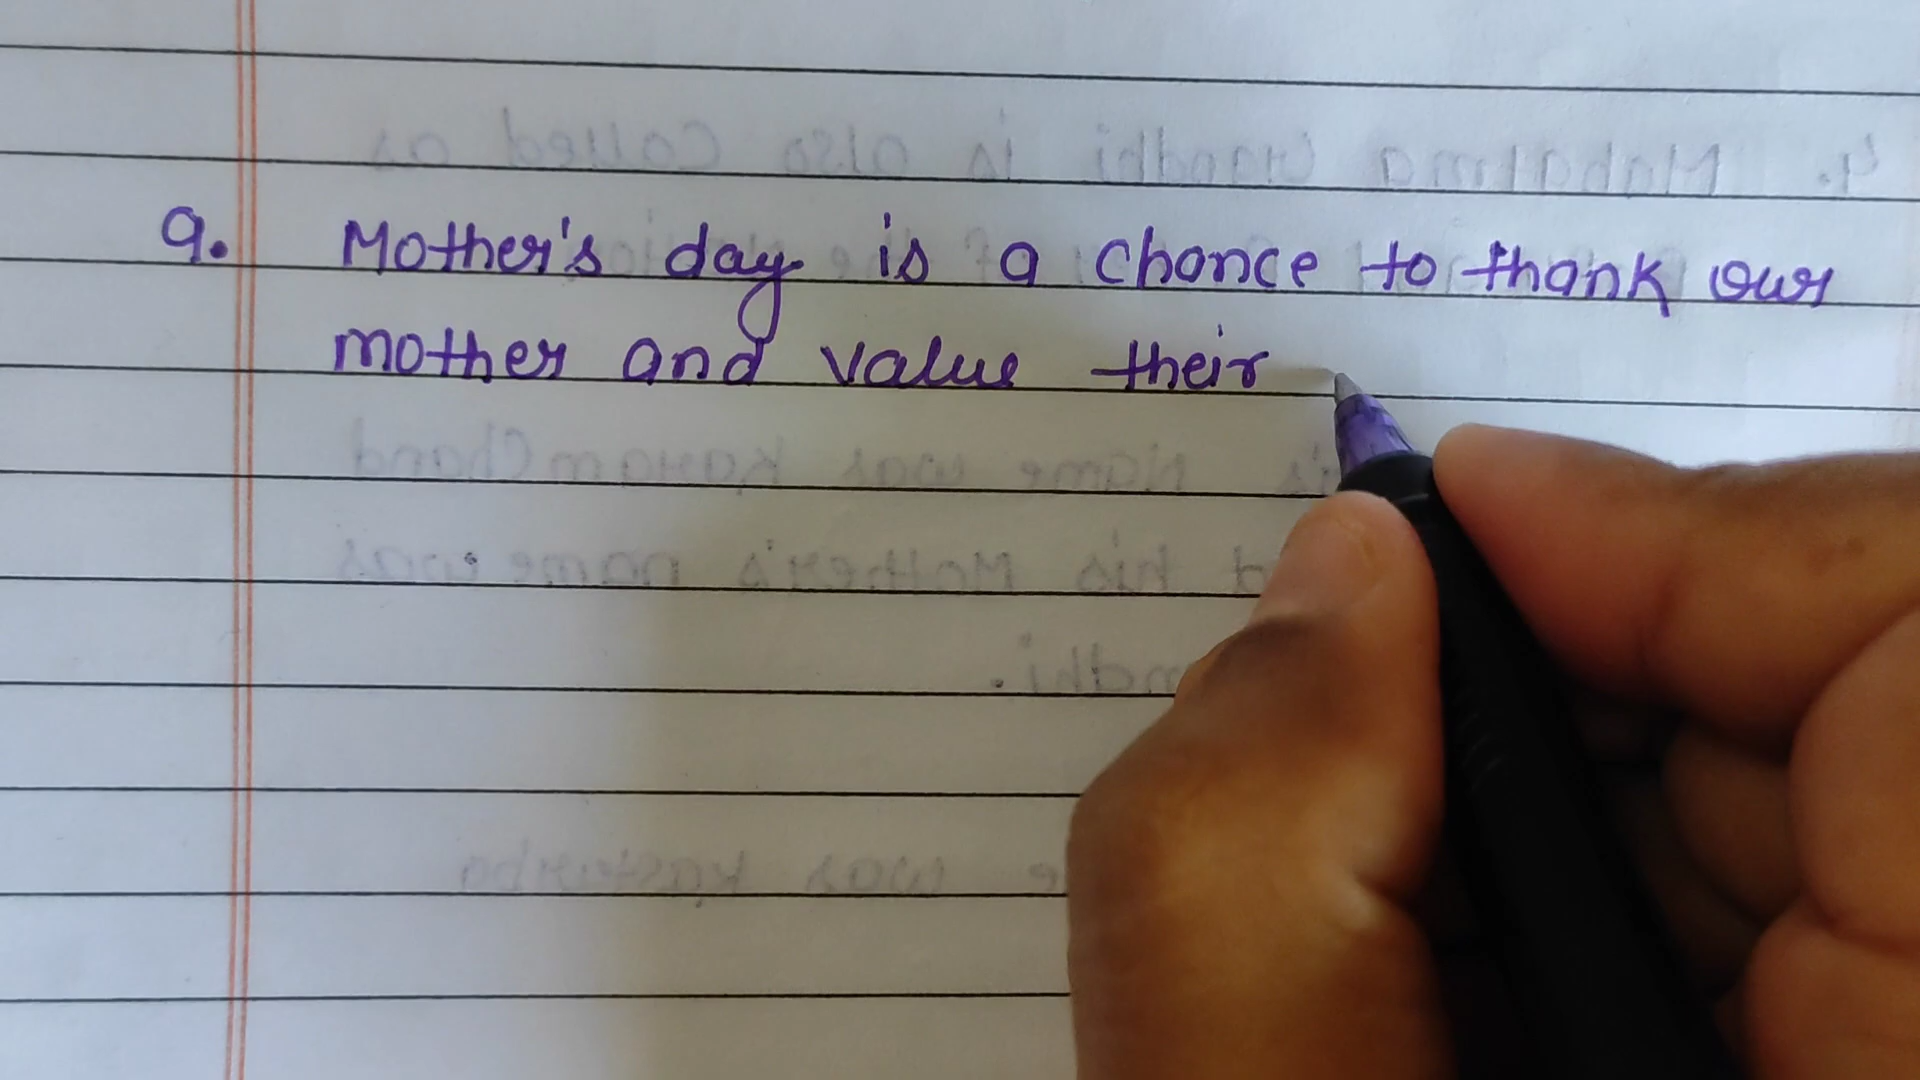 9. Mother's day is a chance to thank our
mother and value their